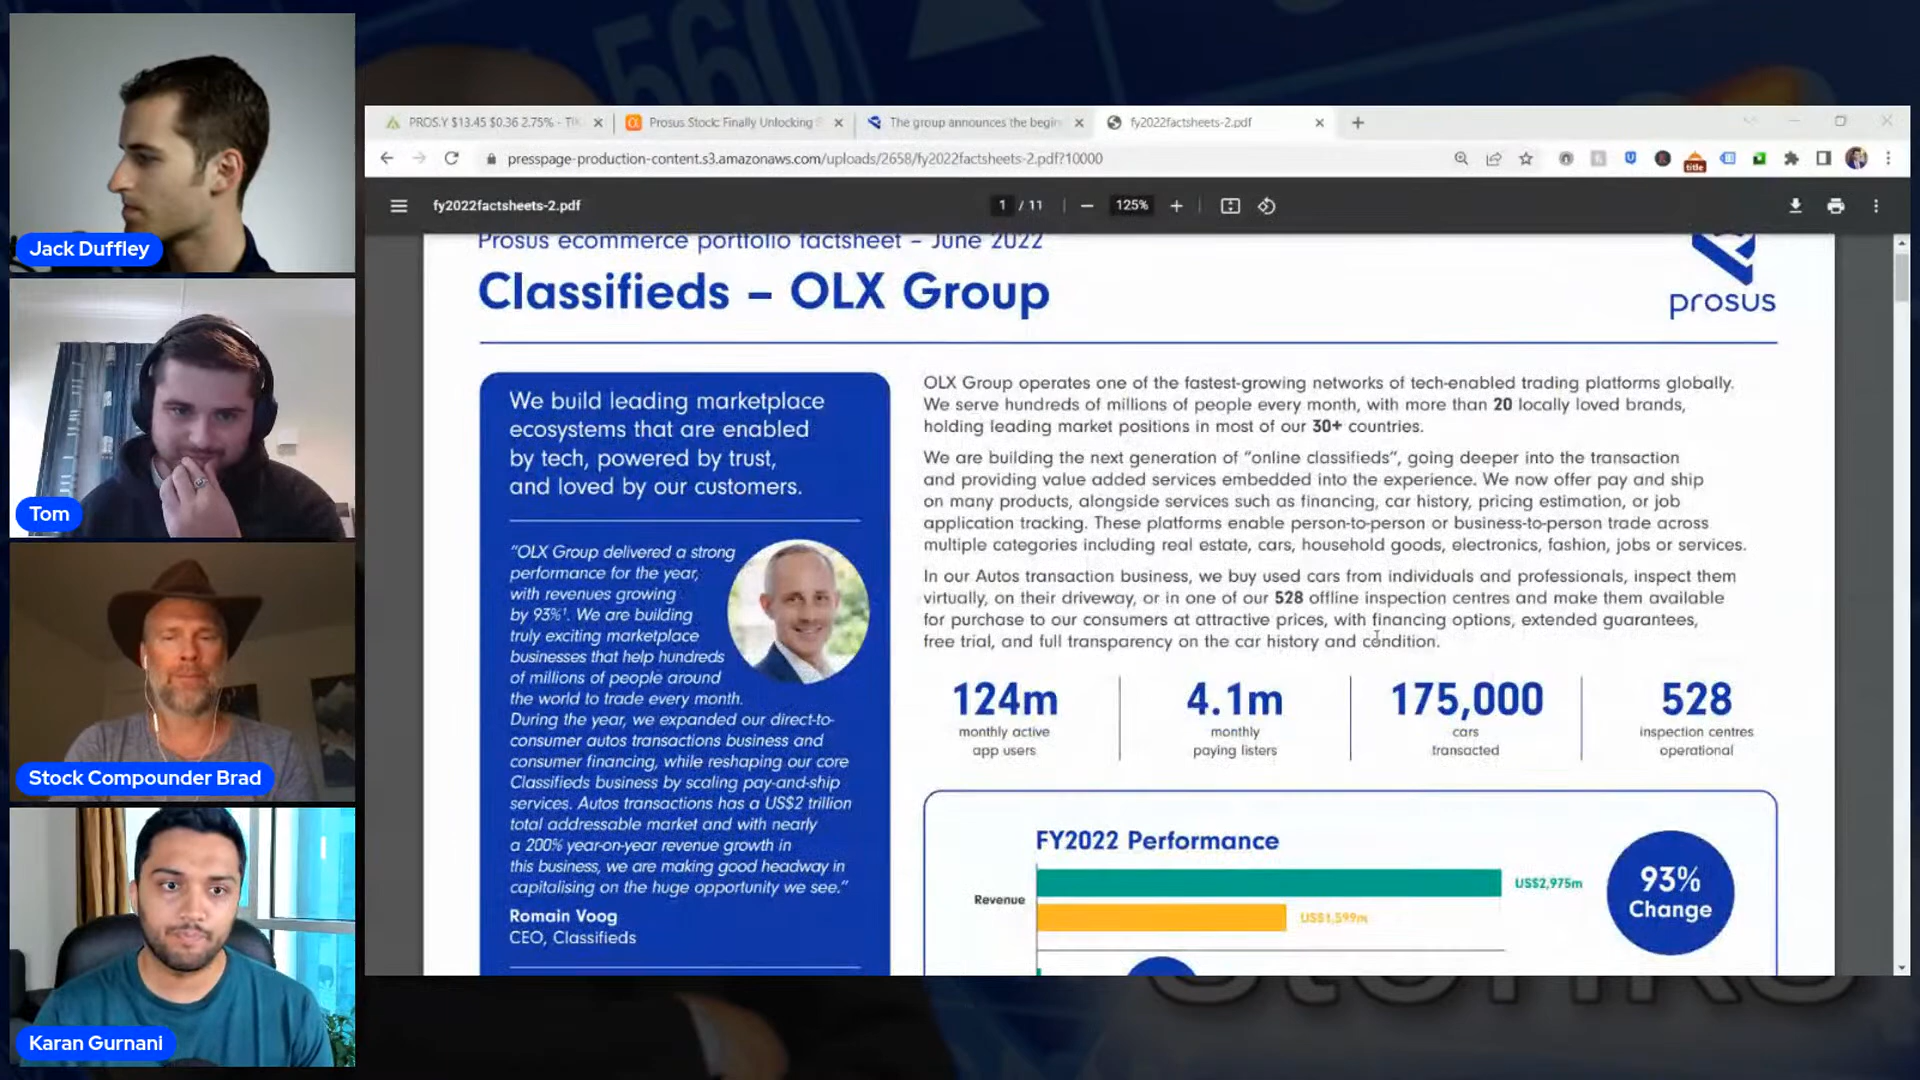 560
Jack Duffley
Tom
Stock Compounder Brad
Karan Gurnani
PROS.Y $13.45 $0.36 2.75% - Tik
Prosus Stock: Finally Unlocking
The group announces the begin
fy2022factsheets-2.pdf
presspage-production-content.s3.amazonaws.com/uploads/2658/fy2022factsheets-2.pdf?10000
title
fy2022factsheets-2.pdf
1 / 11
125%
Prosus ecommerce portfolio factsheet – June 2022
Classifieds – OLX Group
prosus
We build leading marketplace
ecosystems that are enabled
by tech, powered by trust,
and loved by our customers.
“OLX Group delivered a strong
performance for the year,
with revenues growing
by 93%¹. We are building
truly exciting marketplace
businesses that help hundreds
of millions of people around
the world to trade every month.
During the year, we expanded our direct-to-
consumer autos transactions business and
consumer financing, while reshaping our core
Classifieds business by scaling pay-and-ship
services. Autos transactions has a US$2 trillion
total addressable market and with nearly
a 200% year-on-year revenue growth in
this business, we are making good headway in
capitalising on the huge opportunity we see.”
Romain Voog
CEO, Classifieds
OLX Group operates one of the fastest-growing networks of tech-enabled trading platforms globally.
We serve hundreds of millions of people every month, with more than 20 locally loved brands,
holding leading market positions in most of our 30+ countries.
We are building the next generation of “online classifieds”, going deeper into the transaction
and providing value added services embedded into the experience. We now offer pay and ship
on many products, alongside services such as financing, car history, pricing estimation, or job
application tracking. These platforms enable person-to-person or business-to-person trade across
multiple categories including real estate, cars, household goods, electronics, fashion, jobs or services.
In our Autos transaction business, we buy used cars from individuals and professionals, inspect them
virtually, on their driveway, or in one of our 528 offline inspection centres and make them available
for purchase to our consumers at attractive prices, with financing options, extended guarantees,
free trial, and full transparency on the car history and condition.
124m
monthly active
app users
4.1m
monthly
paying listers
175,000
cars
transacted
528
inspection centres
operational
FY2022 Performance
Revenue
US$2,975m
US$1,599m
93%
Change